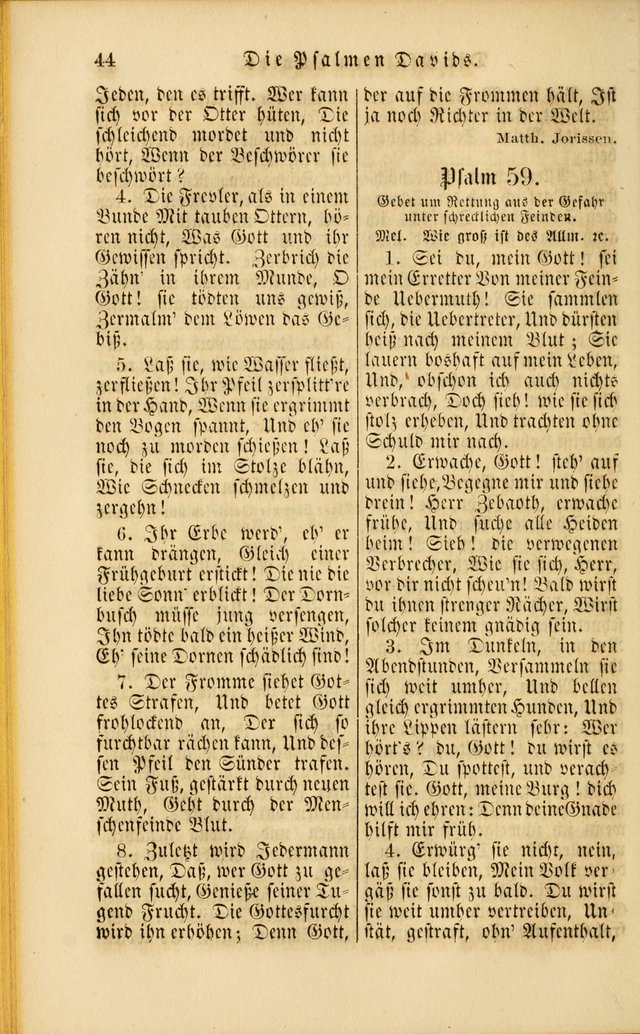 44 Die Psalmen Davids.
Jeden, den es trifft. Wer kann
sich vor der Otter hüten, Die
schleichend mordet und nicht
hört, Wenn der Beschwörer sie
beschwört?
4. Die Frevler, als in einem
Bunde Mit tauben Ottern, hö-
ren nicht, Was Gott und ihr
Gewissen spricht. Zerbrich die
Zähn' in ihrem Munde, O
Gott! sie tödten uns gewiß,
Zermalm' dem Löwen das Ge-
biß.
5. Laß sie, wie Wasser fließt,
zerfließen! Ihr Pfeil zersplitt're
in der Hand, Wenn sie ergrimmt
den Bogen spannt, Und eh' sie
noch zu morden schießen! Laß
sie, die sich im Stolze blähn,
Wie Schnecken schmelzen und
zergehn!
6. Ihr Erbe werd', eh' er
kann drängen, Gleich einer
Frühgeburt erstickt! Die nie die
liebe Sonn' erblickt! Der Dorn-
busch müsse jung versengen,
Ihn tödte bald ein heißer Wind,
Eh' seine Dornen schädlich sind!
7. Der Fromme siehet Got-
tes Strafen, Und betet Gott
frohlockend an, Der sich so
furchtbar rächen kann, Und des-
sen Pfeil den Sünder trafen.
Sein Fuß, gestärkt durch neuen
Muth, Geht durch der Men-
schenfeinde Blut.
8. Zuletzt wird Jedermann
gestehen, Daß, wer Gott zu ge-
fallen sucht, Genieße seiner Tu-
gend Frucht. Die Gottesfurcht
wird ihn erhöhen; Denn Gott,
der auf die Frommen hält, Ist
ja noch Richter in der Welt.
Matth. Jorissen.
Psalm 59.
Gebet um Rettung aus der Gefahr
unter schrecklichen Feinden.
Mel. Wie groß ist des Allm. ꝛc.
1. Sei du, mein Gott! sei
mein Erretter Von meiner Fein-
de Uebermuth! Sie sammlen
sich, die Uebertreter, Und dürsten
heiß nach meinem Blut; Sie
lauern boshaft auf mein Leben,
Und, obschon ich auch nichts
verbrach, Doch sieh! wie sie sich
stolz erheben, Und trachten ohne
Schuld mir nach.
2. Erwache, Gott! steh' auf
und siehe, Begegne mir und siehe
drein! Herr Zebaoth, erwache
frühe, Und suche alle Heiden
heim! Sieh! die verwegenen
Verbrecher, Wie sie sich, Herr,
vor dir nicht scheu'n! Bald wirst
du ihnen strenger Rächer, Wirst
solcher keinem gnädig sein.
3. Im Dunkeln, in den
Abendstunden, Versammeln sie
sich weit umher, Und bellen
gleich ergrimmten Hunden, Und
ihre Lippen lästern sehr: Wer
hört's? du, Gott! du wirst es
hören, Du spottest, und verach-
test sie. Gott, meine Burg! dich
will ich ehren: Denn deine Gnade
hilft mir früh.
4. Erwürg' sie nicht, nein,
laß sie bleiben, Mein Volk ver-
gäß sie sonst zu bald. Du wirst
sie weit umher vertreiben, Un-
stät, gestraft, ohn' Aufenthalt,